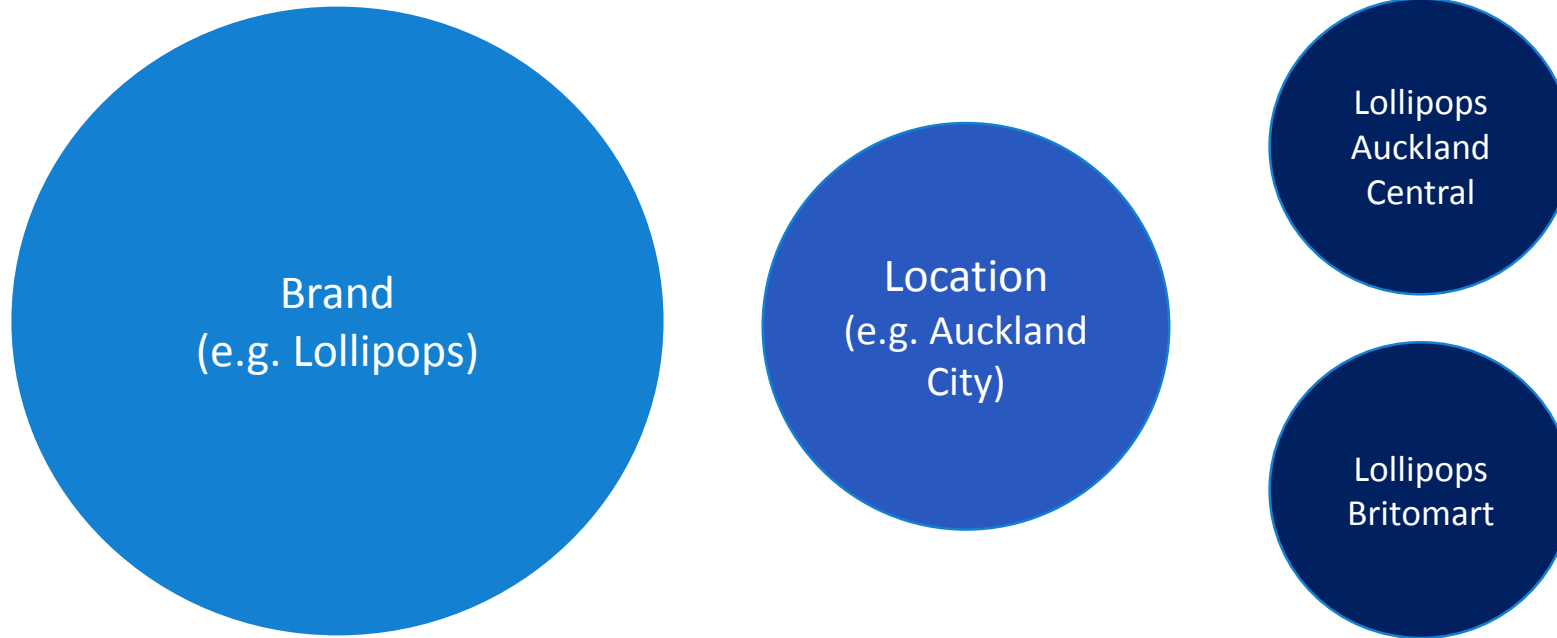 Brand
(e.g. Lollipops)
Location
(e.g. Auckland
City)
Lollipops
Auckland
Central
Lollipops
Britomart